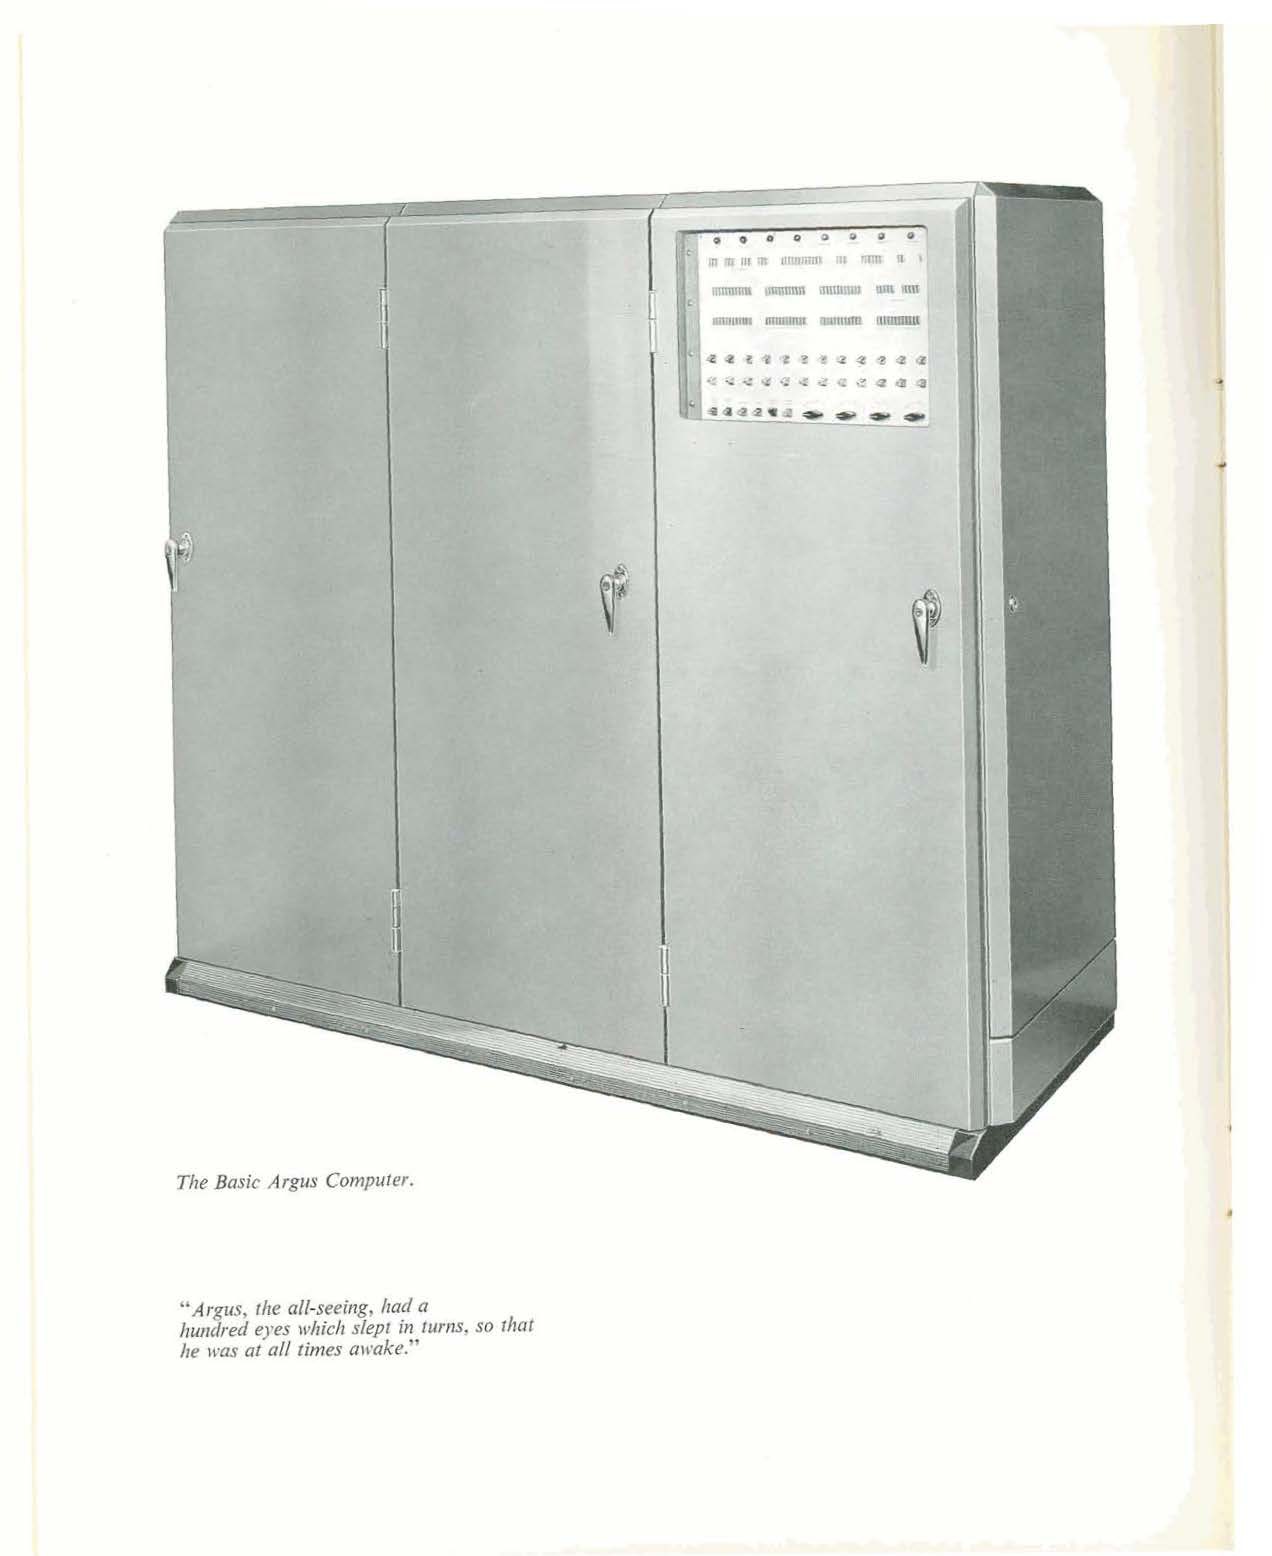 The Basic Argus Computer.
“Argus, the all-seeing, had a
hundred eyes which slept in turns, so that
he was at all times awake.”